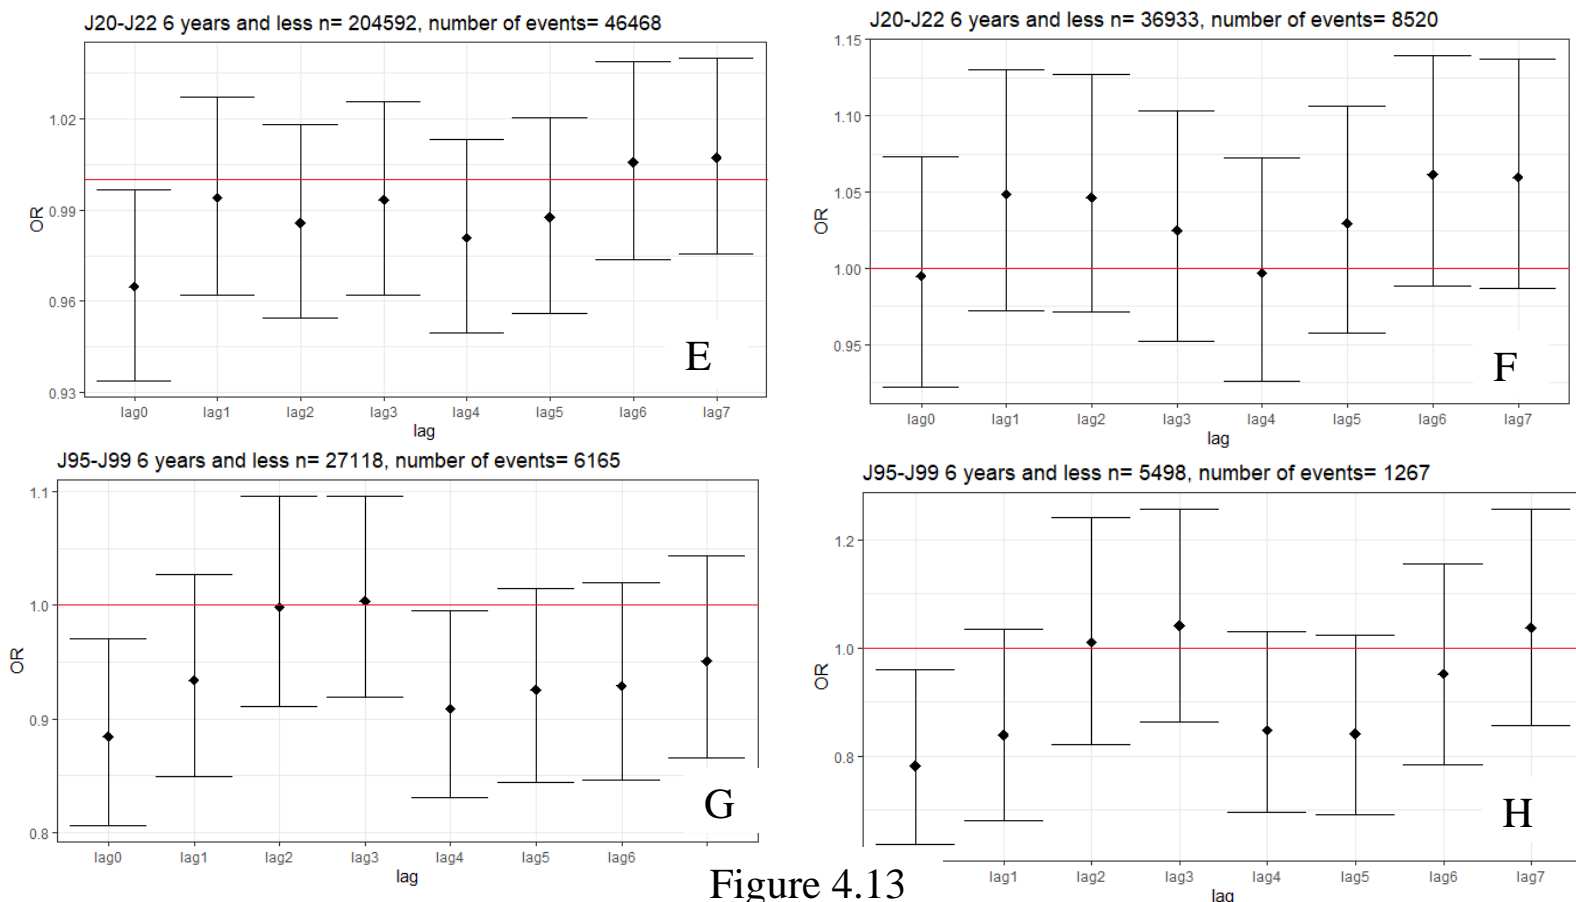 J20-J22 6 years and less n= 204592, number of events= 46468
1.02
0.99
0.96
0.93
OR
lag0 lag1 lag2 lag3 lag4 lag5 lag6 lag7
lag
E
J20-J22 6 years and less n= 36933, number of events= 8520
1.15
1.10
1.05
1.00
0.95
OR
lag0 lag1 lag2 lag3 lag4 lag5 lag6 lag7
lag
F
J95-J99 6 years and less n= 27118, number of events= 6165
1.1
1.0
0.9
0.8
OR
lag0 lag1 lag2 lag3 lag4 lag5 lag6
lag
G
J95-J99 6 years and less n= 5498, number of events= 1267
1.2
1.0
0.8
OR
lag1 lag2 lag3 lag4 lag5 lag6 lag7
lag
H
Figure 4.13